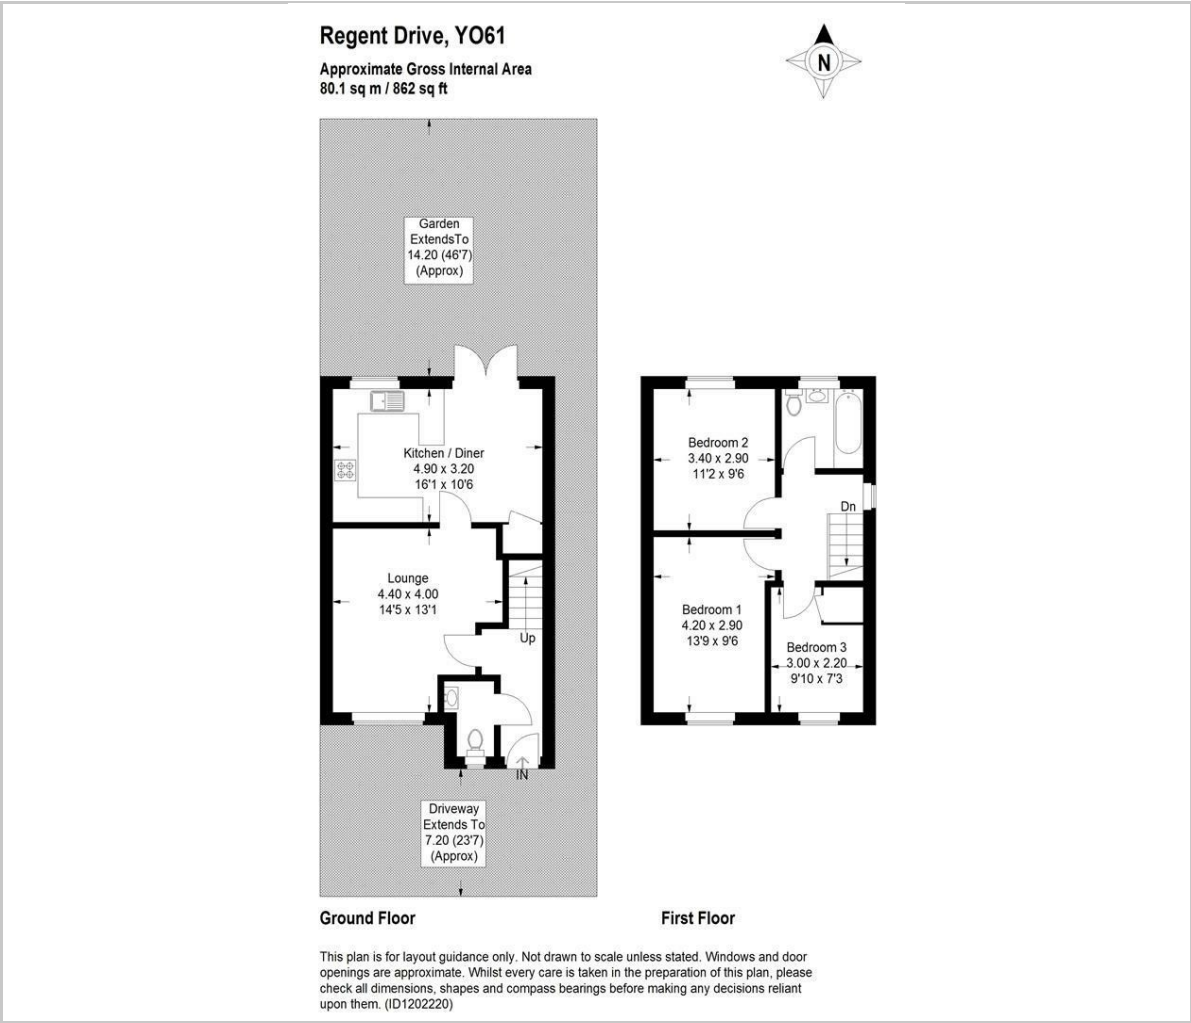 Regent Drive, YO61
Approximate Gross Internal Area
80.1 sq m / 862 sq ft
N
Garden
ExtendsTo
14.20 (46'7)
(Approx)
Kitchen / Diner
4.90 x 3.20
16'1 x 10'6
Lounge
4.40 x 4.00
14'5 x 13'1
Up
IN
Driveway
Extends To
7.20 (23'7)
(Approx)
Bedroom 2
3.40 x 2.90
11'2 x 9'6
Dn
Bedroom 1
4.20 x 2.90
13'9 x 9'6
Bedroom 3
3.00 x 2.20
9'10 x 7'3
Ground Floor
First Floor
This plan is for layout guidance only. Not drawn to scale unless stated. Windows and door
openings are approximate. Whilst every care is taken in the preparation of this plan, please
check all dimensions, shapes and compass bearings before making any decisions reliant
upon them. (ID1202220)